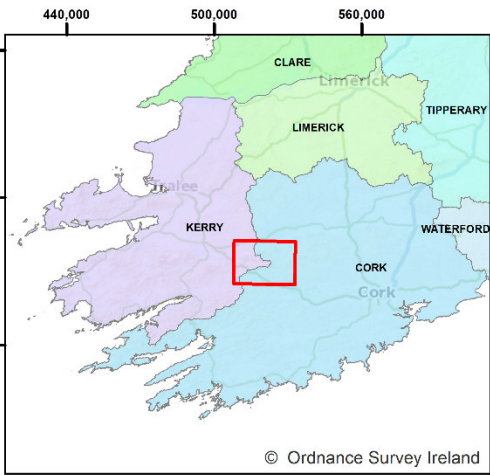 440,000 500,000 560,000
CLARE
Limerick
TIPPERARY
LIMERICK
Tralee
KERRY
WATERFORD
CORK
Cork
© Ordnance Survey Ireland